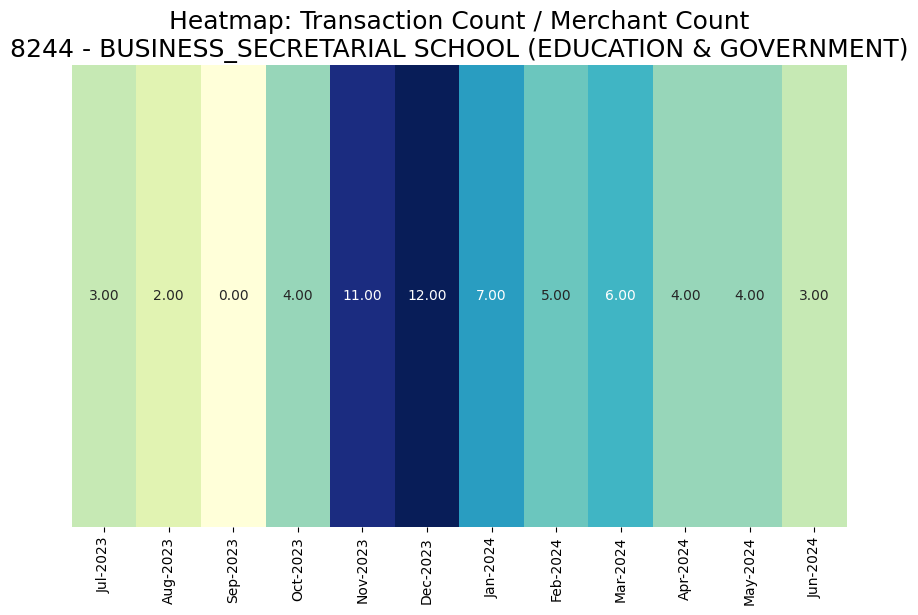 Heatmap: Transaction Count / Merchant Count
8244 - BUSINESS_SECRETARIAL SCHOOL (EDUCATION & GOVERNMENT)
3.00 2.00 0.00 4.00 11.00 12.00 7.00 5.00 6.00 4.00 4.00 3.00
Jul-2023 Aug-2023 Sep-2023 Oct-2023 Nov-2023 Dec-2023 Jan-2024 Feb-2024 Mar-2024 Apr-2024 May-2024 Jun-2024